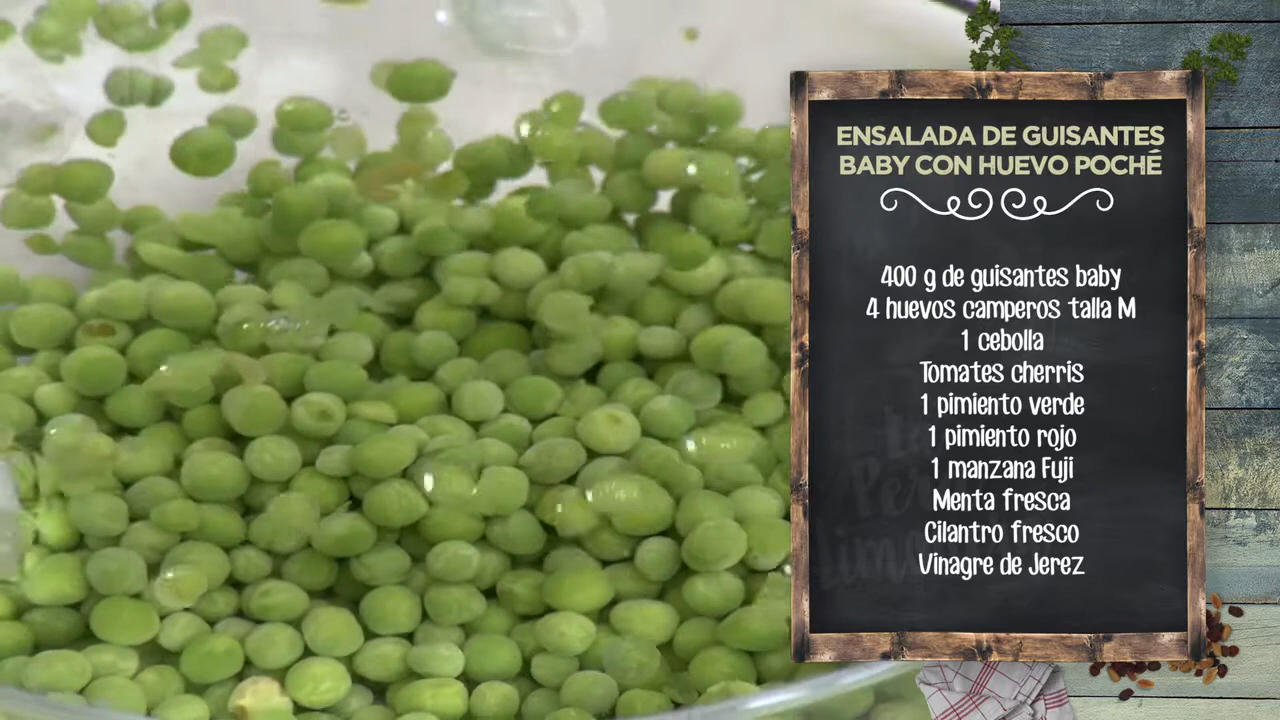 ENSALADA DE GUISANTES
BABY CON HUEVO POCHÉ
400 g de guisantes baby
4 huevos camperos talla M
1 cebolla
Tomates cherris
1 pimiento verde
1 pimiento rojo
1 manzana Fuji
Menta fresca
Cilantro fresco
Vinagre de Jerez